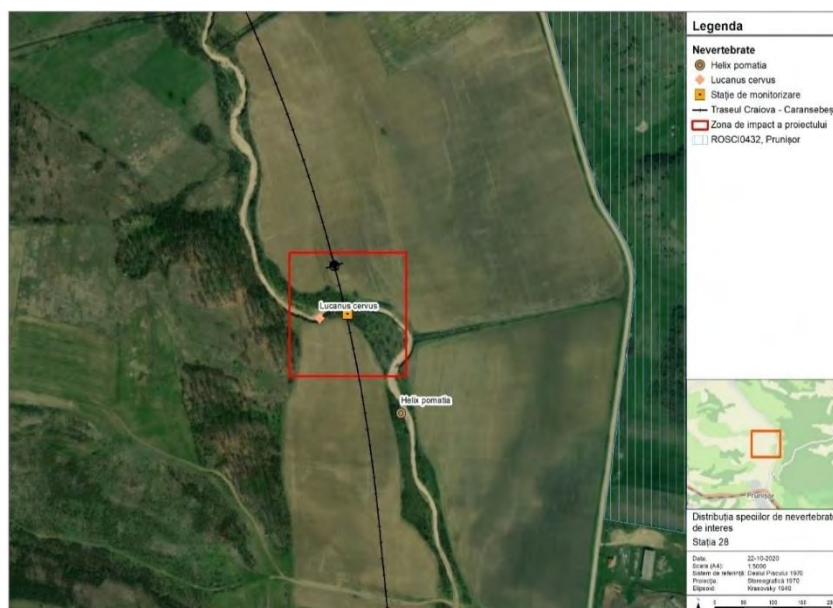 Legenda
Nevertebrate
Helix pomatia
Lucanus cervus
Stație de monitorizare
Traseul Craiova - Caransebeș
Zona de impact a proiectului
ROSCI0432, Prunișor
Lucanus cervus
Helix pomatia
Prunișor
Distribuția speciilor de nevertebrate
de interes
Stația 28
Data: 22-10-2020
Scara (A4): 1:5000
Sistem de referință: Dealul Piscului 1970
Proiecția: Stereografică 1970
Elipsoid: Krasovsky 1940